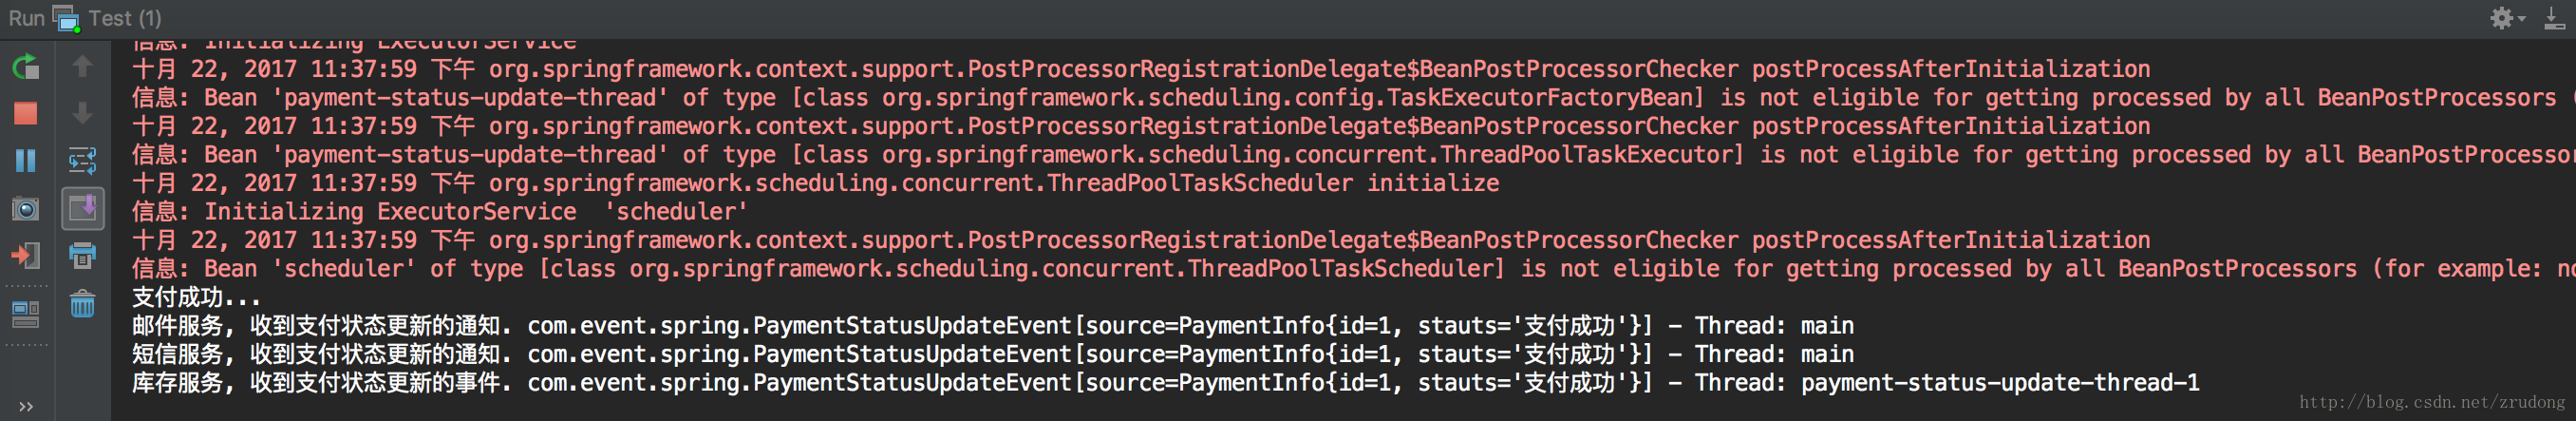 Run Test (1)
信息: Initializing ExecutorService
十月 22, 2017 11:37:59 下午 org.springframework.context.support.PostProcessorRegistrationDelegate$BeanPostProcessorChecker postProcessAfterInitialization
信息: Bean 'payment-status-update-thread' of type [class org.springframework.scheduling.config.TaskExecutorFactoryBean] is not eligible for getting processed by all BeanPostProcessors (
十月 22, 2017 11:37:59 下午 org.springframework.context.support.PostProcessorRegistrationDelegate$BeanPostProcessorChecker postProcessAfterInitialization
信息: Bean 'payment-status-update-thread' of type [class org.springframework.scheduling.concurrent.ThreadPoolTaskExecutor] is not eligible for getting processed by all BeanPostProcessor
十月 22, 2017 11:37:59 下午 org.springframework.scheduling.concurrent.ThreadPoolTaskScheduler initialize
信息: Initializing ExecutorService  'scheduler'
十月 22, 2017 11:37:59 下午 org.springframework.context.support.PostProcessorRegistrationDelegate$BeanPostProcessorChecker postProcessAfterInitialization
信息: Bean 'scheduler' of type [class org.springframework.scheduling.concurrent.ThreadPoolTaskScheduler] is not eligible for getting processed by all BeanPostProcessors (for example: no
支付成功...
邮件服务, 收到支付状态更新的通知. com.event.spring.PaymentStatusUpdateEvent[source=PaymentInfo{id=1, stauts='支付成功'}] - Thread: main
短信服务, 收到支付状态更新的通知. com.event.spring.PaymentStatusUpdateEvent[source=PaymentInfo{id=1, stauts='支付成功'}] - Thread: main
库存服务, 收到支付状态更新的事件. com.event.spring.PaymentStatusUpdateEvent[source=PaymentInfo{id=1, stauts='支付成功'}] - Thread: payment-status-update-thread-1
http://blog.csdn.net/zrudong